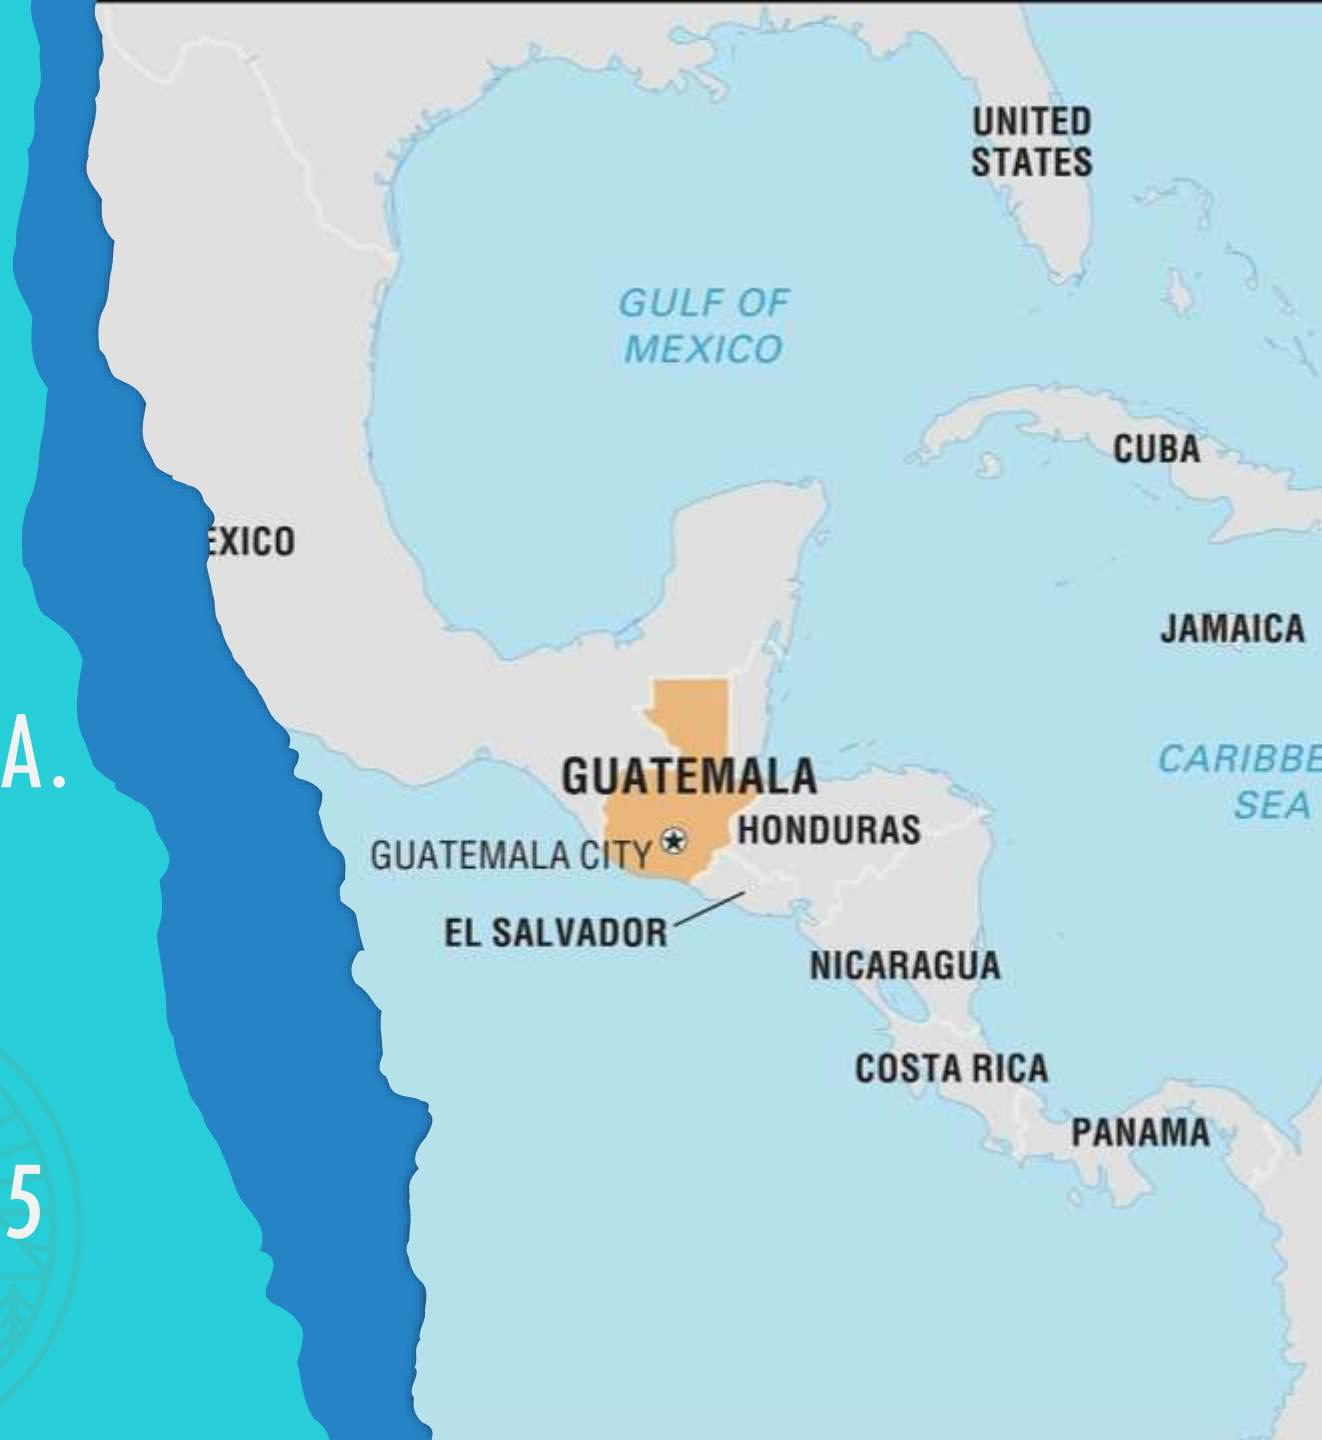 UNITED
STATES
GULF OF
MEXICO
CUBA
EXICO
JAMAICA
A.
GUATEMALA
CARIBBE
SEA
HONDURAS
GUATEMALA CITY
EL SALVADOR
NICARAGUA
COSTA RICA
PANAMA
5